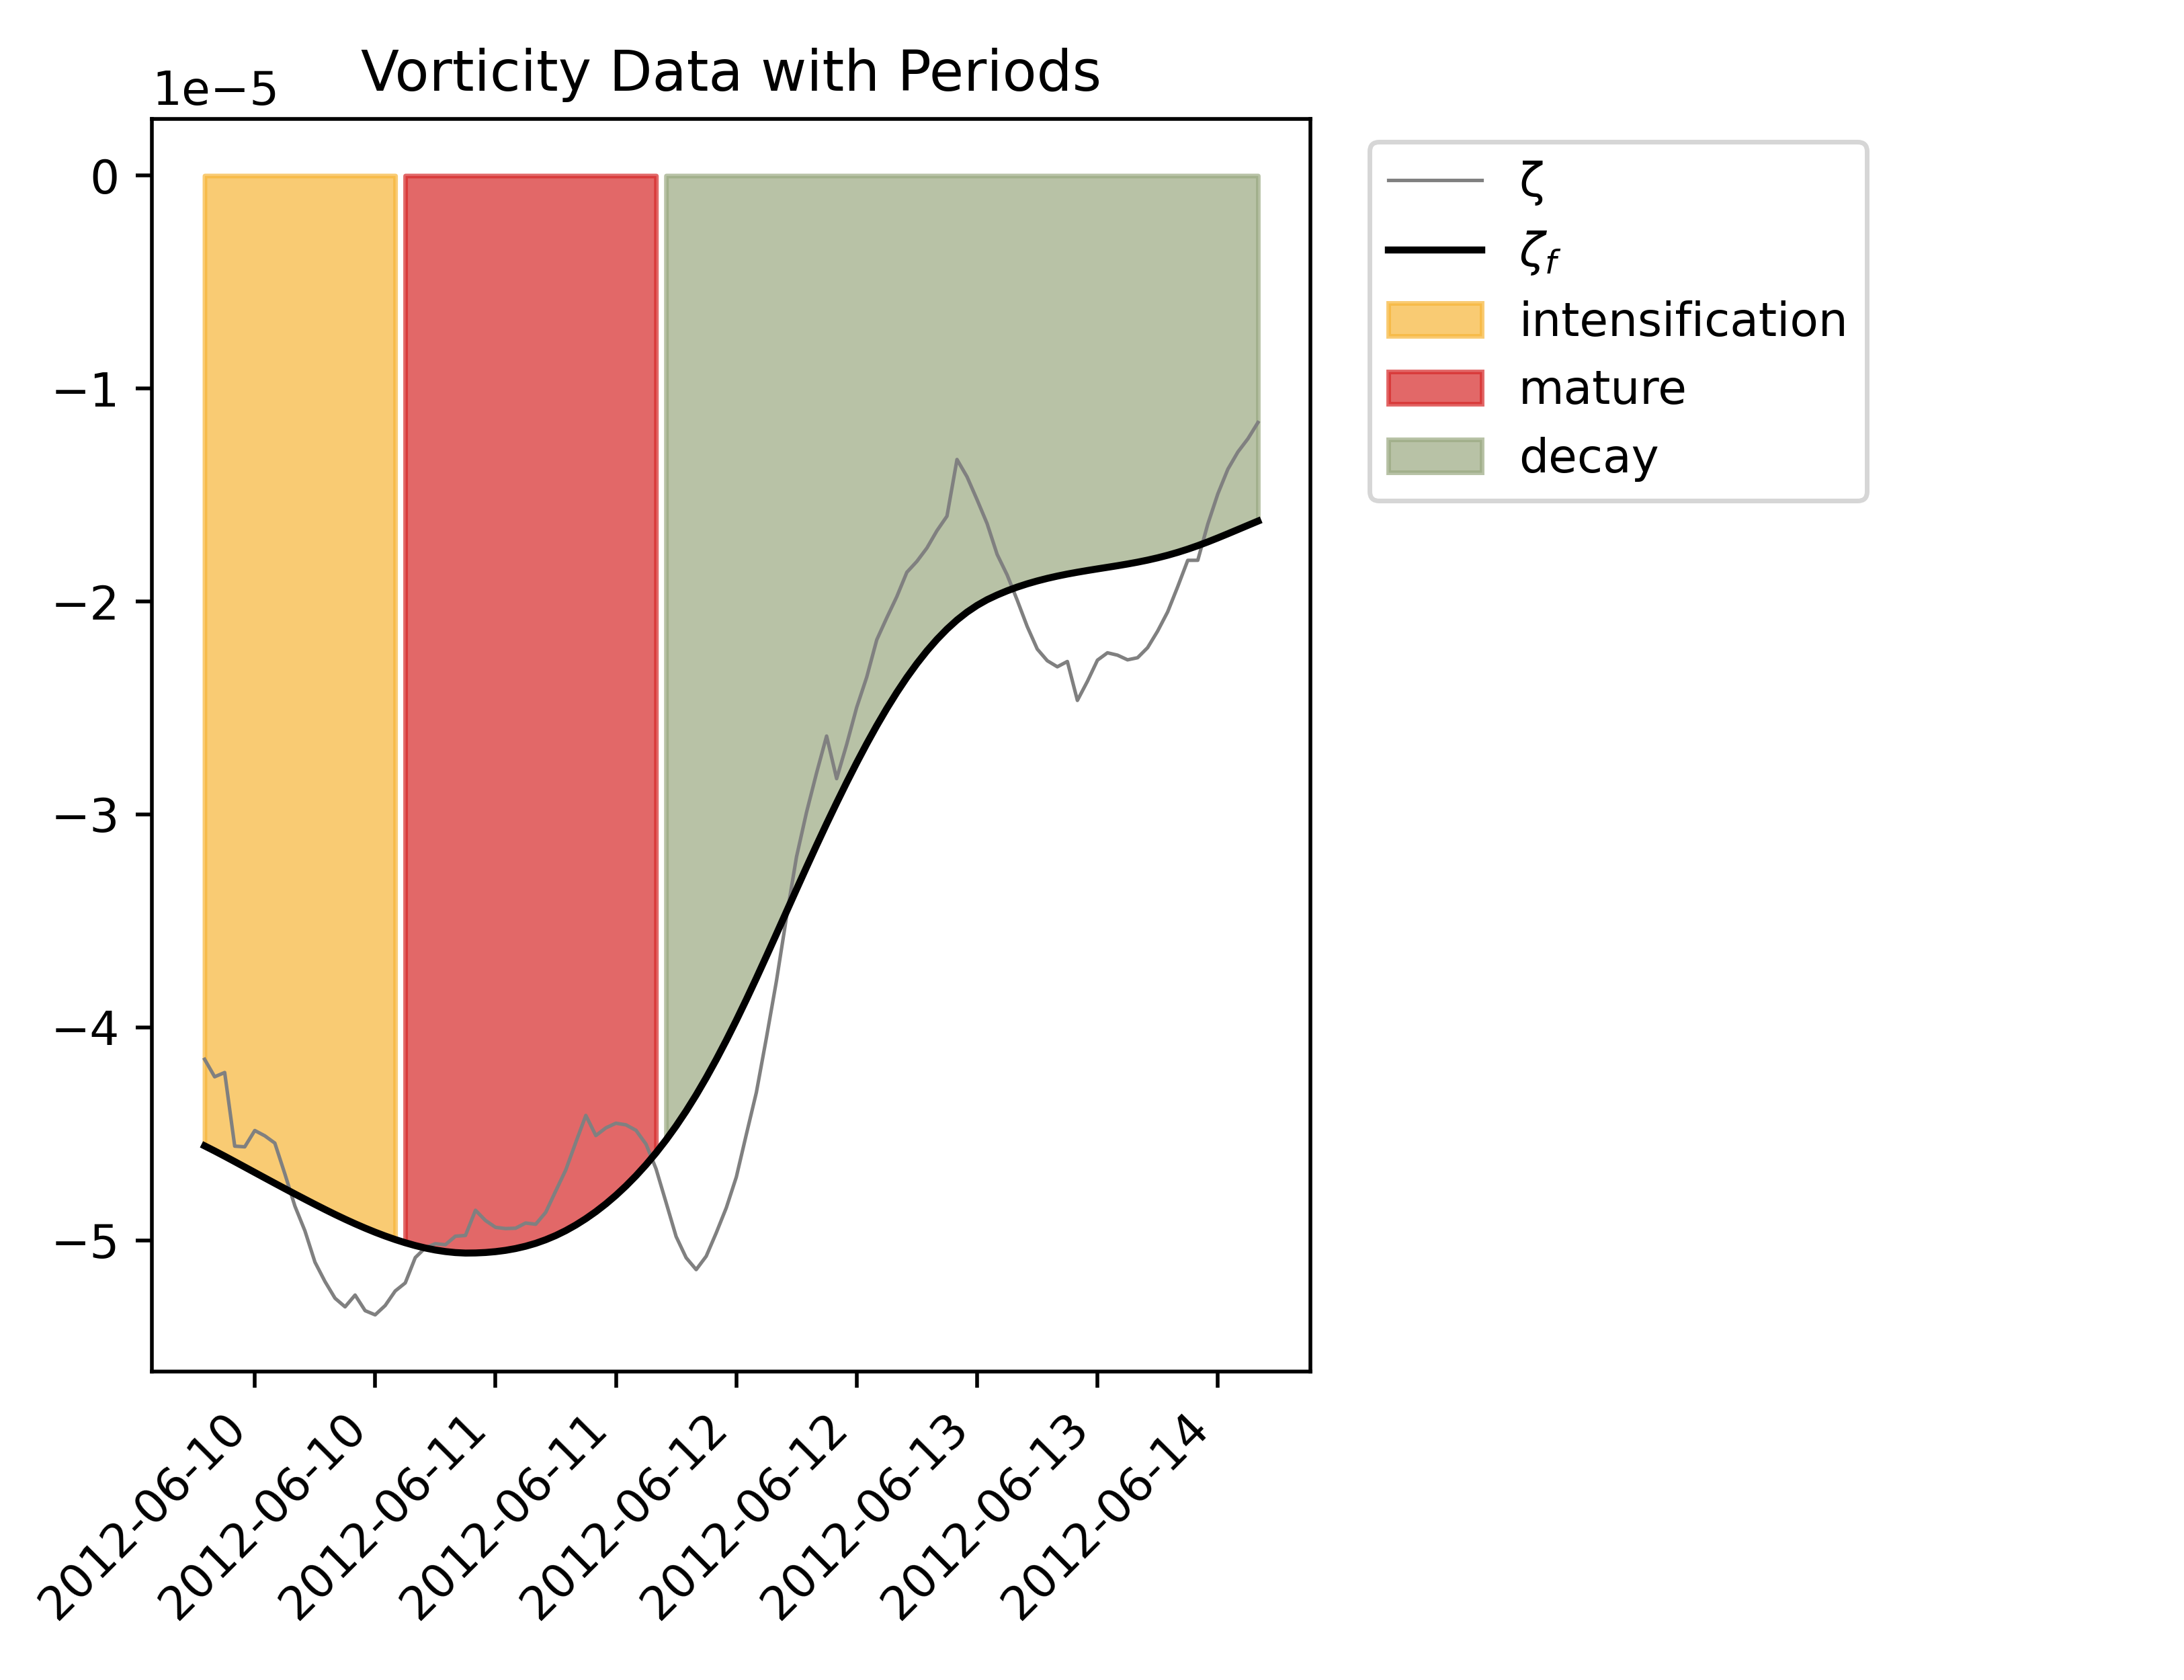 Vorticity Data with Periods
1e−5
0
−1
−2
−3
−4
−5
2012-06-10
2012-06-10
2012-06-11
2012-06-11
2012-06-12
2012-06-12
2012-06-13
2012-06-13
2012-06-14
ζ
ζf
intensification
mature
decay